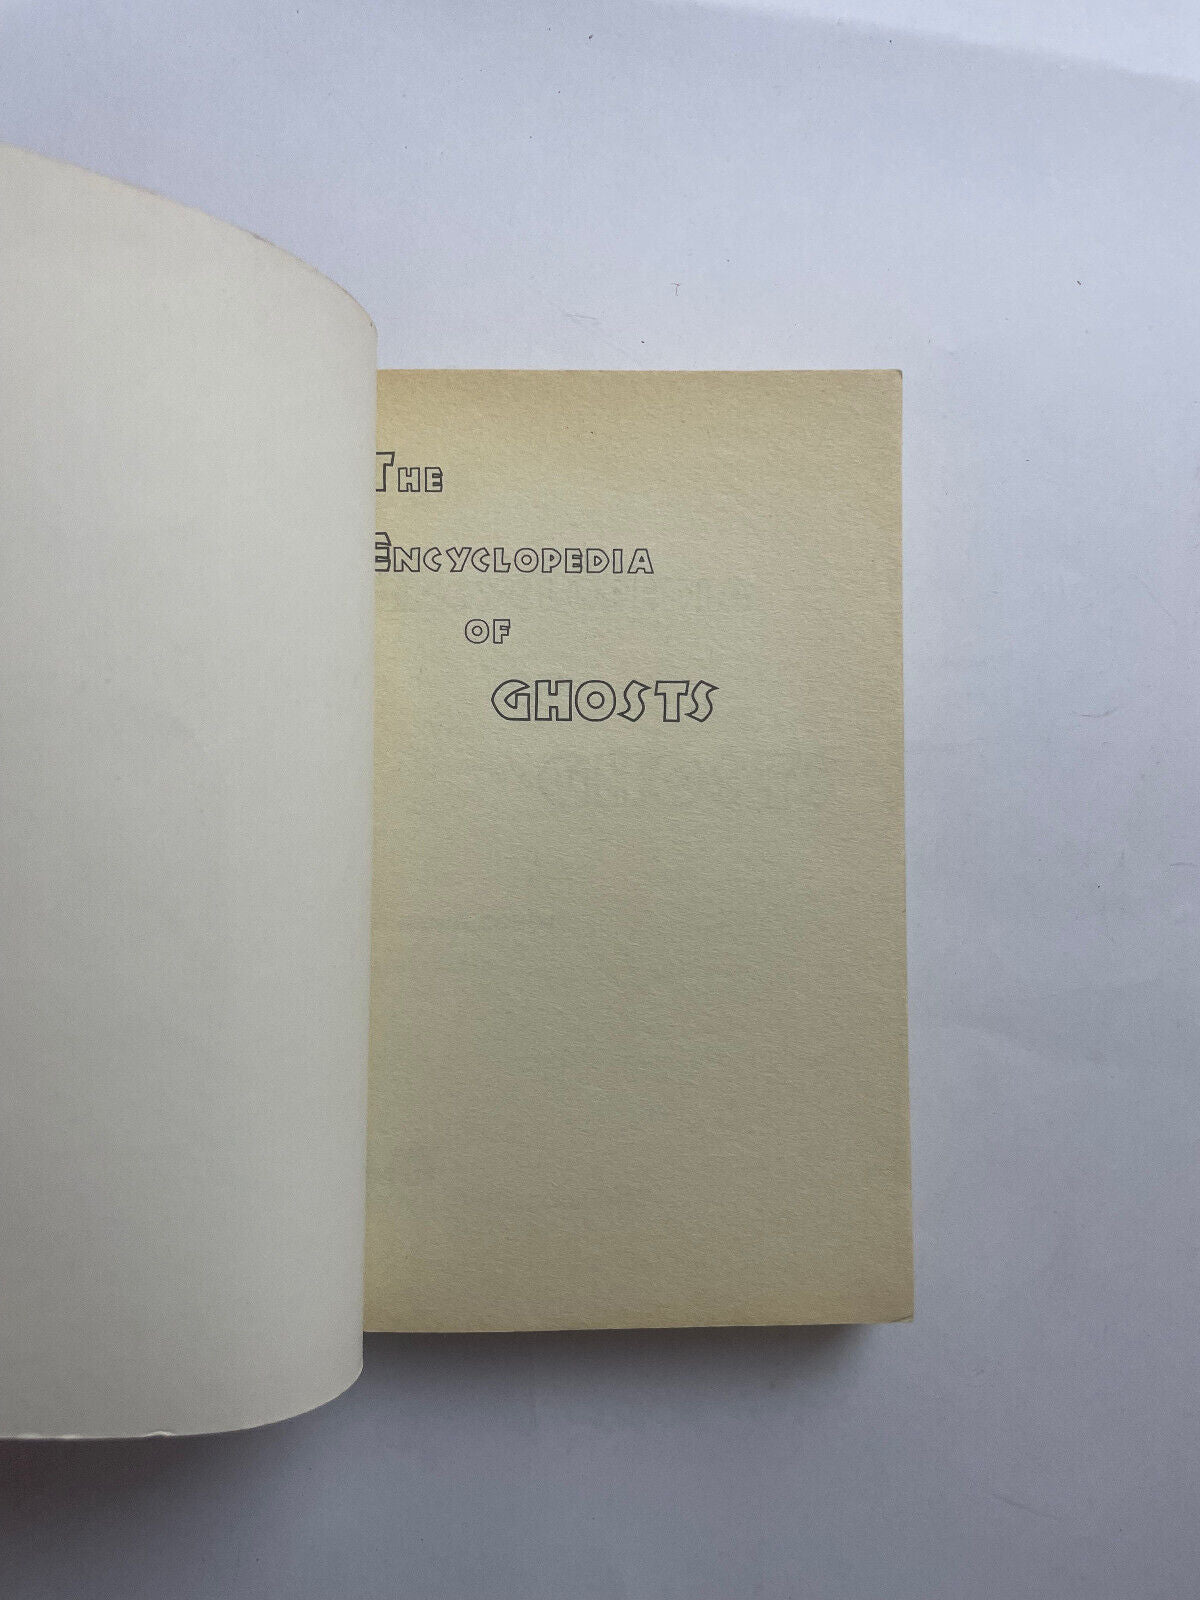 THE
ENCYCLOPEDIA
OF
GHOSTS